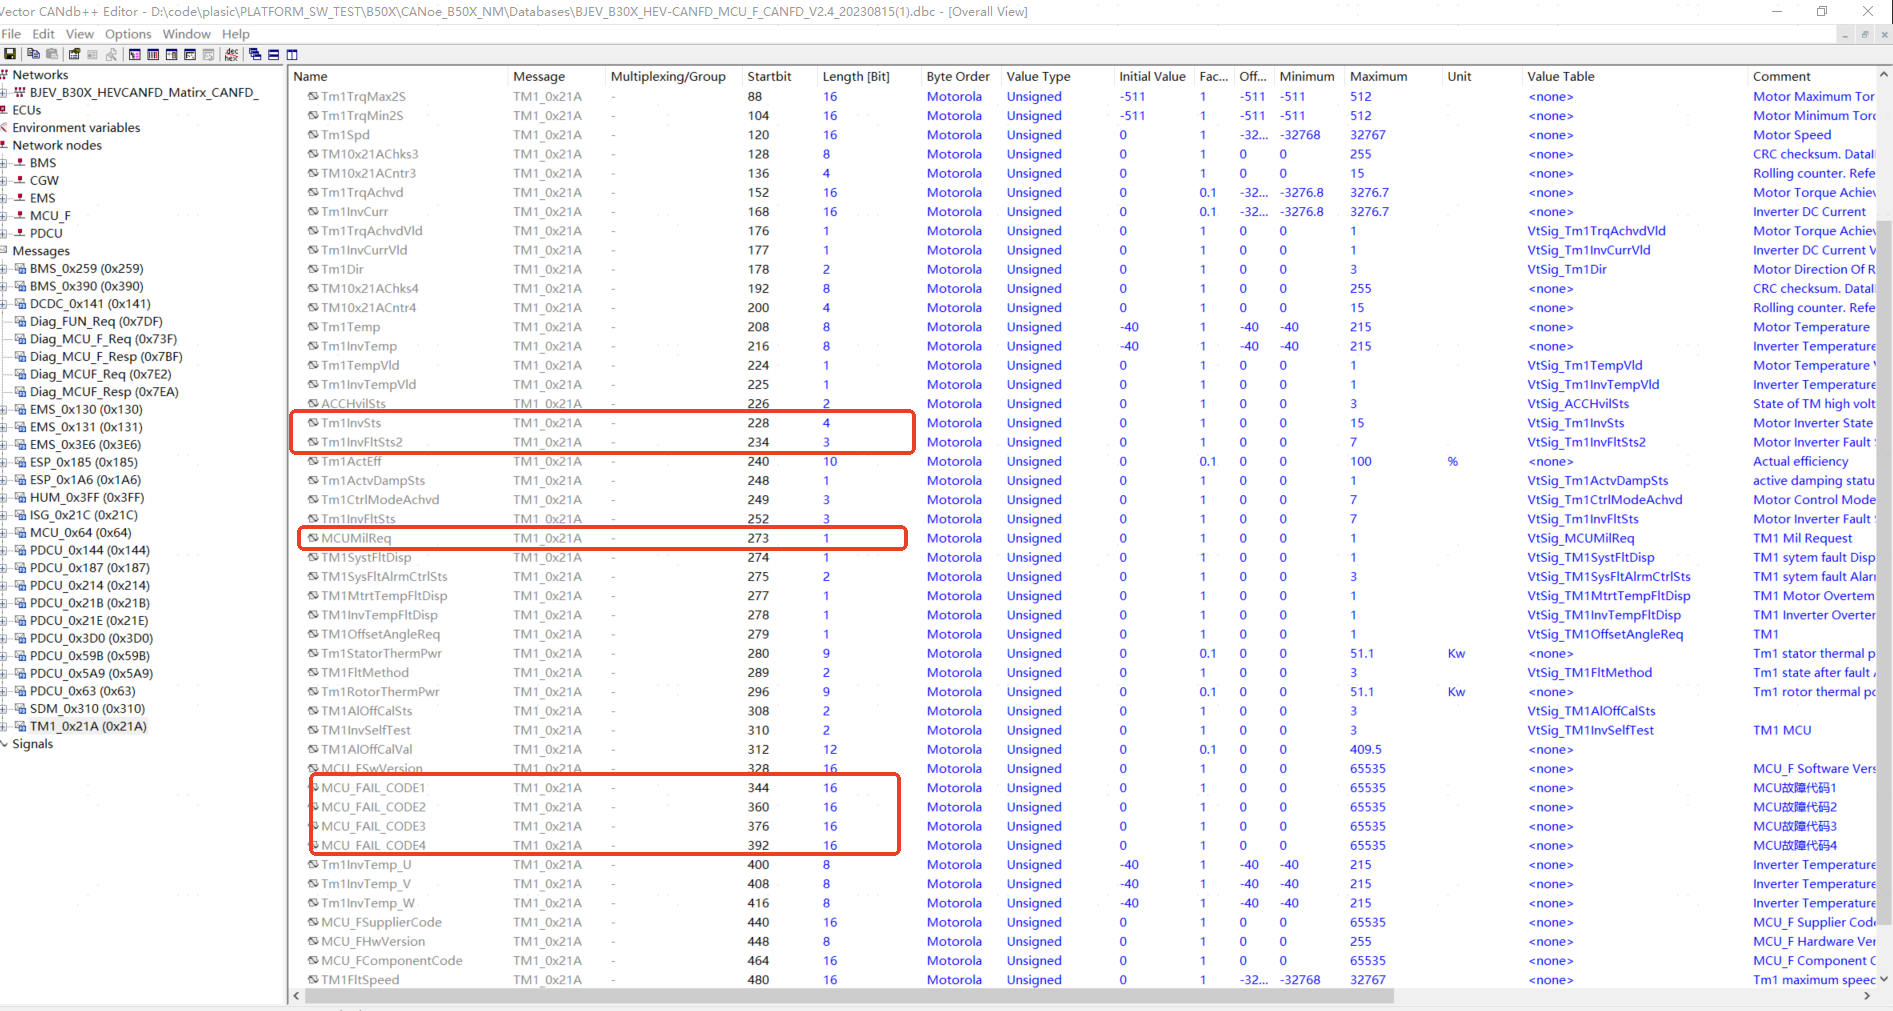 Vector CANdb++ Editor - D:\code\plasic\PLATFORM_SW_TEST\B50X\CANoe_B50X_NM\Databases\BJEV_B30X_HEV-CANFD_MCU_F_CANFD_V2.4_20230815(1).dbc - [Overall View]
File Edit View Options Window Help
Networks
BJEV_B30X_HEVCANFD_Matirx_CANFD_
ECUs
Environment variables
Network nodes
BMS
CGW
EMS
MCU_F
PDCU
Messages
BMS_0x259 (0x259)
BMS_0x390 (0x390)
DCDC_0x141 (0x141)
Diag_FUN_Req (0x7DF)
Diag_MCU_F_Req (0x73F)
Diag_MCU_F_Resp (0x7BF)
Diag_MCUF_Req (0x7E2)
Diag_MCUF_Resp (0x7EA)
EMS_0x130 (0x130)
EMS_0x131 (0x131)
EMS_0x3E6 (0x3E6)
ESP_0x185 (0x185)
ESP_0x1A6 (0x1A6)
HUM_0x3FF (0x3FF)
ISG_0x21C (0x21C)
MCU_0x64 (0x64)
PDCU_0x144 (0x144)
PDCU_0x187 (0x187)
PDCU_0x214 (0x214)
PDCU_0x21B (0x21B)
PDCU_0x21E (0x21E)
PDCU_0x3D0 (0x3D0)
PDCU_0x59B (0x59B)
PDCU_0x5A9 (0x5A9)
PDCU_0x63 (0x63)
SDM_0x310 (0x310)
TM1_0x21A (0x21A)
Signals
Name Message Multiplexing/Group Startbit Length [Bit] Byte Order Value Type Initial Value Fac... Off... Minimum Maximum Unit Value Table Comment
Tm1TrqMax2S TM1_0x21A - 88 16 Motorola Unsigned -511 1 -511 -511 512 <none> Motor Maximum Tor
Tm1TrqMin2S TM1_0x21A - 104 16 Motorola Unsigned -511 1 -511 -511 512 <none> Motor Minimum Torc
Tm1Spd TM1_0x21A - 120 16 Motorola Unsigned 0 1 -32... -32768 32767 <none> Motor Speed
TM10x21AChks3 TM1_0x21A - 128 8 Motorola Unsigned 0 1 0 0 255 <none> CRC checksum. Datall
TM10x21ACntr3 TM1_0x21A - 136 4 Motorola Unsigned 0 1 0 0 15 <none> Rolling counter. Refe
Tm1TrqAchvd TM1_0x21A - 152 16 Motorola Unsigned 0 0.1 -32... -3276.8 3276.7 <none> Motor Torque Achiev
Tm1InvCurr TM1_0x21A - 168 16 Motorola Unsigned 0 0.1 -32... -3276.8 3276.7 <none> Inverter DC Current
Tm1TrqAchvdVld TM1_0x21A - 176 1 Motorola Unsigned 0 1 0 0 1 VtSig_Tm1TrqAchvdVld Motor Torque Achiev
Tm1InvCurrVld TM1_0x21A - 177 1 Motorola Unsigned 0 1 0 0 1 VtSig_Tm1InvCurrVld Inverter DC Current V
Tm1Dir TM1_0x21A - 178 2 Motorola Unsigned 0 1 0 0 3 VtSig_Tm1Dir Motor Direction Of R
TM10x21AChks4 TM1_0x21A - 192 8 Motorola Unsigned 0 1 0 0 255 <none> CRC checksum. Datall
TM10x21ACntr4 TM1_0x21A - 200 4 Motorola Unsigned 0 1 0 0 15 <none> Rolling counter. Refe
Tm1Temp TM1_0x21A - 208 8 Motorola Unsigned -40 1 -40 -40 215 <none> Motor Temperature
Tm1InvTemp TM1_0x21A - 216 8 Motorola Unsigned -40 1 -40 -40 215 <none> Inverter Temperature
Tm1TempVld TM1_0x21A - 224 1 Motorola Unsigned 0 1 0 0 1 VtSig_Tm1TempVld Motor Temperature V
Tm1InvTempVld TM1_0x21A - 225 1 Motorola Unsigned 0 1 0 0 1 VtSig_Tm1InvTempVld Inverter Temperature
ACCHvilSts TM1_0x21A - 226 2 Motorola Unsigned 0 1 0 0 3 VtSig_ACCHvilSts State of TM high volt
Tm1InvSts TM1_0x21A - 228 4 Motorola Unsigned 0 1 0 0 15 VtSig_Tm1InvSts Motor Inverter State
Tm1InvFltSts2 TM1_0x21A - 234 3 Motorola Unsigned 0 1 0 0 7 VtSig_Tm1InvFltSts2 Motor Inverter Fault S
Tm1ActEff TM1_0x21A - 240 10 Motorola Unsigned 0 0.1 0 0 100 % <none> Actual efficiency
Tm1ActvDampSts TM1_0x21A - 248 1 Motorola Unsigned 0 1 0 0 1 VtSig_Tm1ActvDampSts active damping statu
Tm1CtrlModeAchvd TM1_0x21A - 249 3 Motorola Unsigned 0 1 0 0 7 VtSig_Tm1CtrlModeAchvd Motor Control Mode
Tm1InvFltSts TM1_0x21A - 252 3 Motorola Unsigned 0 1 0 0 7 VtSig_Tm1InvFltSts Motor Inverter Fault S
MCUMilReq TM1_0x21A - 273 1 Motorola Unsigned 0 1 0 0 1 VtSig_MCUMilReq TM1 Mil Request
TM1SystFltDisp TM1_0x21A - 274 1 Motorola Unsigned 0 1 0 0 1 VtSig_TM1SystFltDisp TM1 sytem fault Disp
TM1SysFltAlrmCtrlSts TM1_0x21A - 275 2 Motorola Unsigned 0 1 0 0 3 VtSig_TM1SysFltAlrmCtrlSts TM1 sytem fault Alar
TM1MtrtTempFltDisp TM1_0x21A - 277 1 Motorola Unsigned 0 1 0 0 1 VtSig_TM1MtrtTempFltDisp TM1 Motor Overtem
TM1InvTempFltDisp TM1_0x21A - 278 1 Motorola Unsigned 0 1 0 0 1 VtSig_TM1InvTempFltDisp TM1 Inverter Overter
TM1OffsetAngleReq TM1_0x21A - 279 1 Motorola Unsigned 0 1 0 0 1 VtSig_TM1OffsetAngleReq TM1
Tm1StatorThermPwr TM1_0x21A - 280 9 Motorola Unsigned 0 0.1 0 0 51.1 Kw <none> Tm1 stator thermal p
TM1FltMethod TM1_0x21A - 289 2 Motorola Unsigned 0 1 0 0 3 VtSig_TM1FltMethod Tm1 state after fault A
Tm1RotorThermPwr TM1_0x21A - 296 9 Motorola Unsigned 0 0.1 0 0 51.1 Kw <none> Tm1 rotor thermal po
TM1AlOffCalSts TM1_0x21A - 308 2 Motorola Unsigned 0 1 0 0 3 VtSig_TM1AlOffCalSts
TM1InvSelfTest TM1_0x21A - 310 2 Motorola Unsigned 0 1 0 0 3 VtSig_TM1InvSelfTest TM1 MCU
TM1AlOffCalVal TM1_0x21A - 312 12 Motorola Unsigned 0 0.1 0 0 409.5 <none>
MCU_FSwVersion TM1_0x21A - 328 16 Motorola Unsigned 0 1 0 0 65535 <none> MCU_F Software Vers
MCU_FAIL_CODE1 TM1_0x21A - 344 16 Motorola Unsigned 0 1 0 0 65535 <none> MCU故障代码1
MCU_FAIL_CODE2 TM1_0x21A - 360 16 Motorola Unsigned 0 1 0 0 65535 <none> MCU故障代码2
MCU_FAIL_CODE3 TM1_0x21A - 376 16 Motorola Unsigned 0 1 0 0 65535 <none> MCU故障代码3
MCU_FAIL_CODE4 TM1_0x21A - 392 16 Motorola Unsigned 0 1 0 0 65535 <none> MCU故障代码4
Tm1InvTemp_U TM1_0x21A - 400 8 Motorola Unsigned -40 1 -40 -40 215 <none> Inverter Temperature
Tm1InvTemp_V TM1_0x21A - 408 8 Motorola Unsigned -40 1 -40 -40 215 <none> Inverter Temperature
Tm1InvTemp_W TM1_0x21A - 416 8 Motorola Unsigned -40 1 -40 -40 215 <none> Inverter Temperature
MCU_FSupplierCode TM1_0x21A - 440 16 Motorola Unsigned 0 1 0 0 65535 <none> MCU_F Supplier Code
MCU_FHwVersion TM1_0x21A - 448 8 Motorola Unsigned 0 1 0 0 255 <none> MCU_F Hardware Ver
MCU_FComponentCode TM1_0x21A - 464 16 Motorola Unsigned 0 1 0 0 65535 <none> MCU_F Component C
TM1FltSpeed TM1_0x21A - 480 16 Motorola Unsigned 0 1 -32... -32768 32767 <none> Tm1 maximum speec